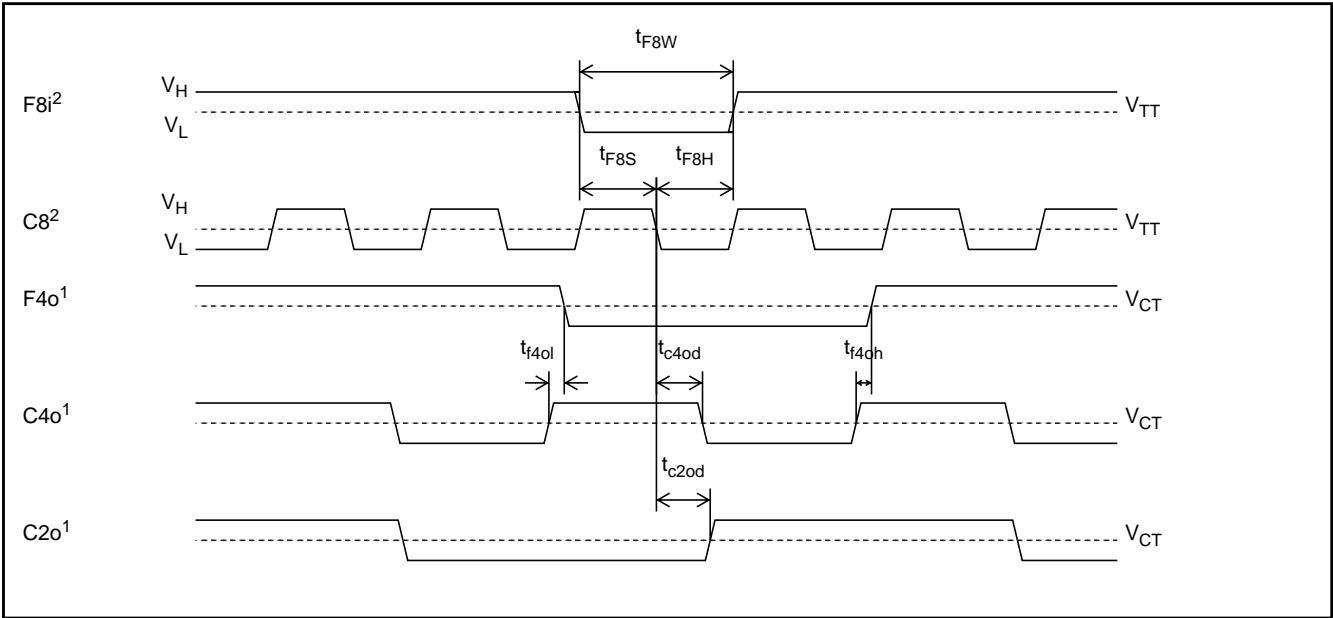 tF8W
VH
F8i2
VTT
VL
tF8S
tF8H
VH
C82
VTT
VL
F4o1
VCT
tf4ol
tc4od
tf4oh
C4o1
VCT
tc2od
C2o1
VCT